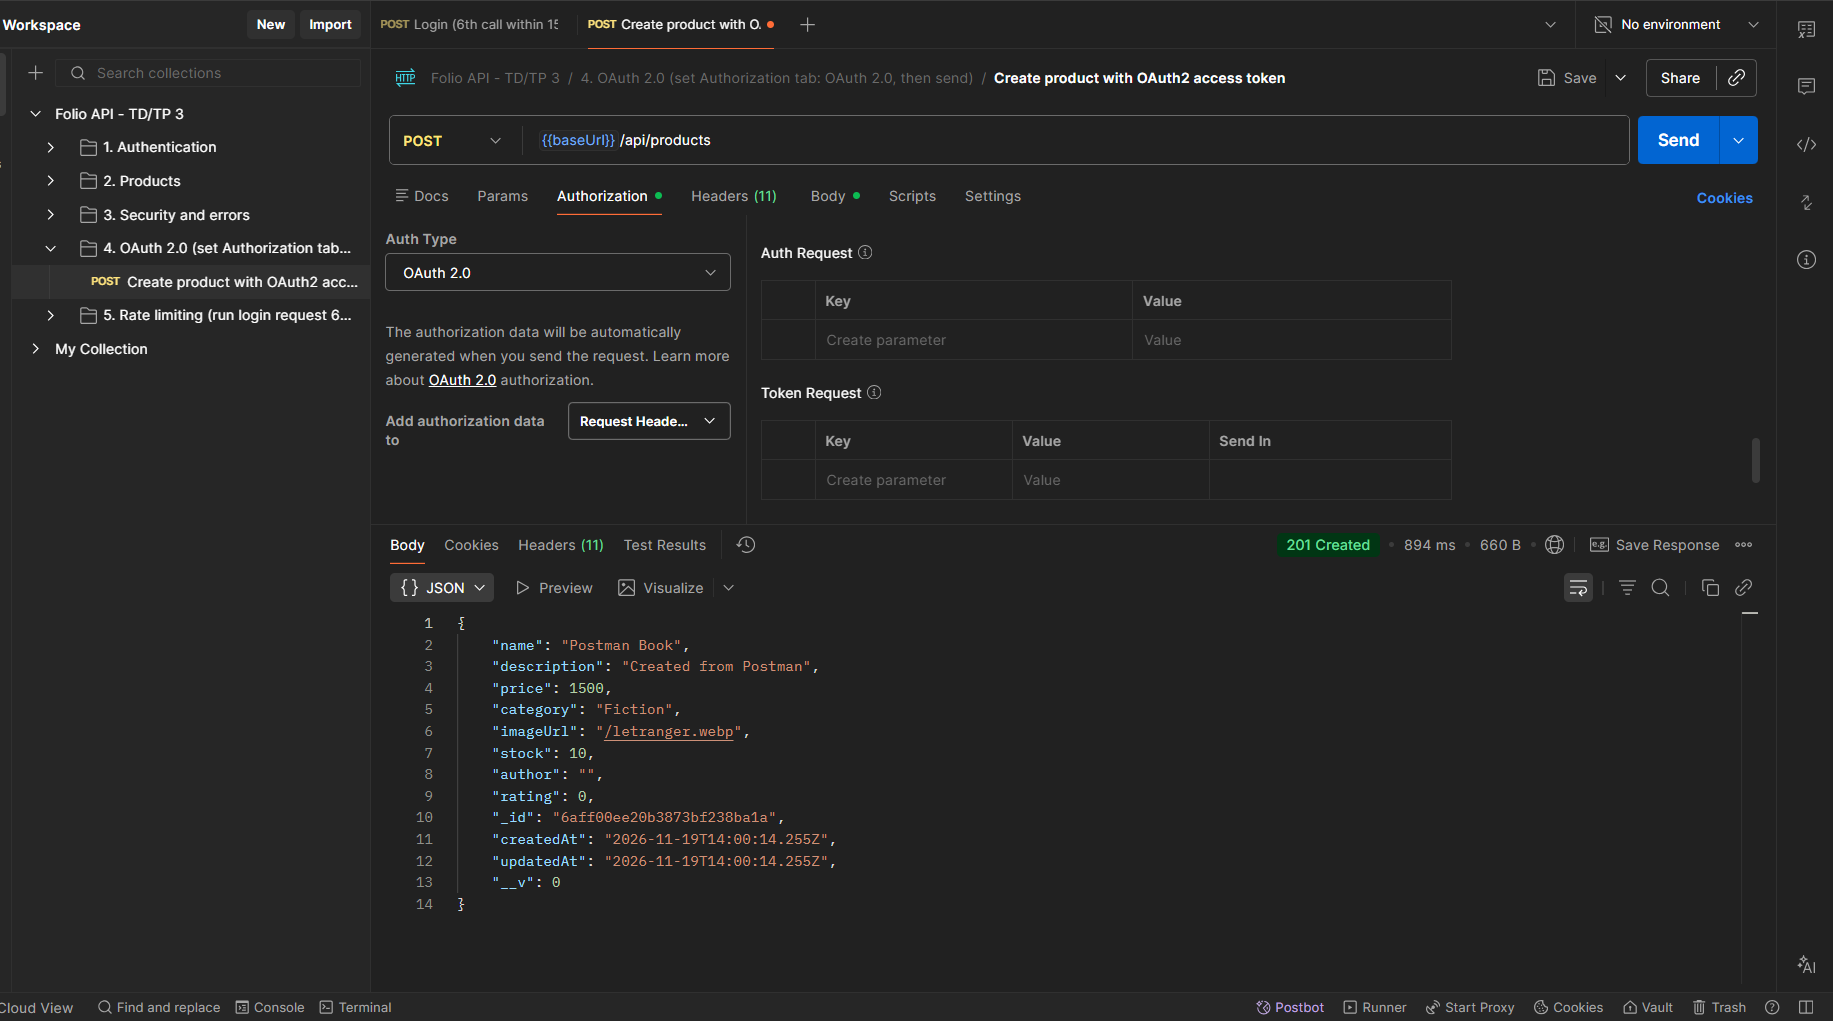 Workspace
New
Import
POST Login (6th call within 15
POST Create product with O.
No environment
Search collections
Folio API - TD/TP 3 / 4. OAuth 2.0 (set Authorization tab: OAuth 2.0, then send) / Create product with OAuth2 access token
Save
Share
Folio API - TD/TP 3
1. Authentication
2. Products
3. Security and errors
4. OAuth 2.0 (set Authorization tab...
POST Create product with OAuth2 acc...
5. Rate limiting (run login request 6...
My Collection
HTTP
POST
{{baseUrl}} /api/products
Send
Docs
Params
Authorization
Headers (11)
Body
Scripts
Settings
Cookies
Auth Type
OAuth 2.0
The authorization data will be automatically
generated when you send the request. Learn more
about OAuth 2.0 authorization.
Add authorization data
to
Request Heade...
Auth Request
Key Value
Create parameter Value
Token Request
Key Value Send In
Create parameter Value
Body Cookies Headers (11) Test Results
201 Created • 894 ms • 660 B
e.g. Save Response
{} JSON
Preview
Visualize
1 {
2 "name": "Postman Book",
3 "description": "Created from Postman",
4 "price": 1500,
5 "category": "Fiction",
6 "imageUrl": "/letranger.webp",
7 "stock": 10,
8 "author": "",
9 "rating": 0,
10 "_id": "6aff00ee20b3873bf238ba1a",
11 "createdAt": "2026-11-19T14:00:14.255Z",
12 "updatedAt": "2026-11-19T14:00:14.255Z",
13 "__v": 0
14 }
AI
Cloud View
Find and replace
Console
Terminal
Postbot
Runner
Start Proxy
Cookies
Vault
Trash